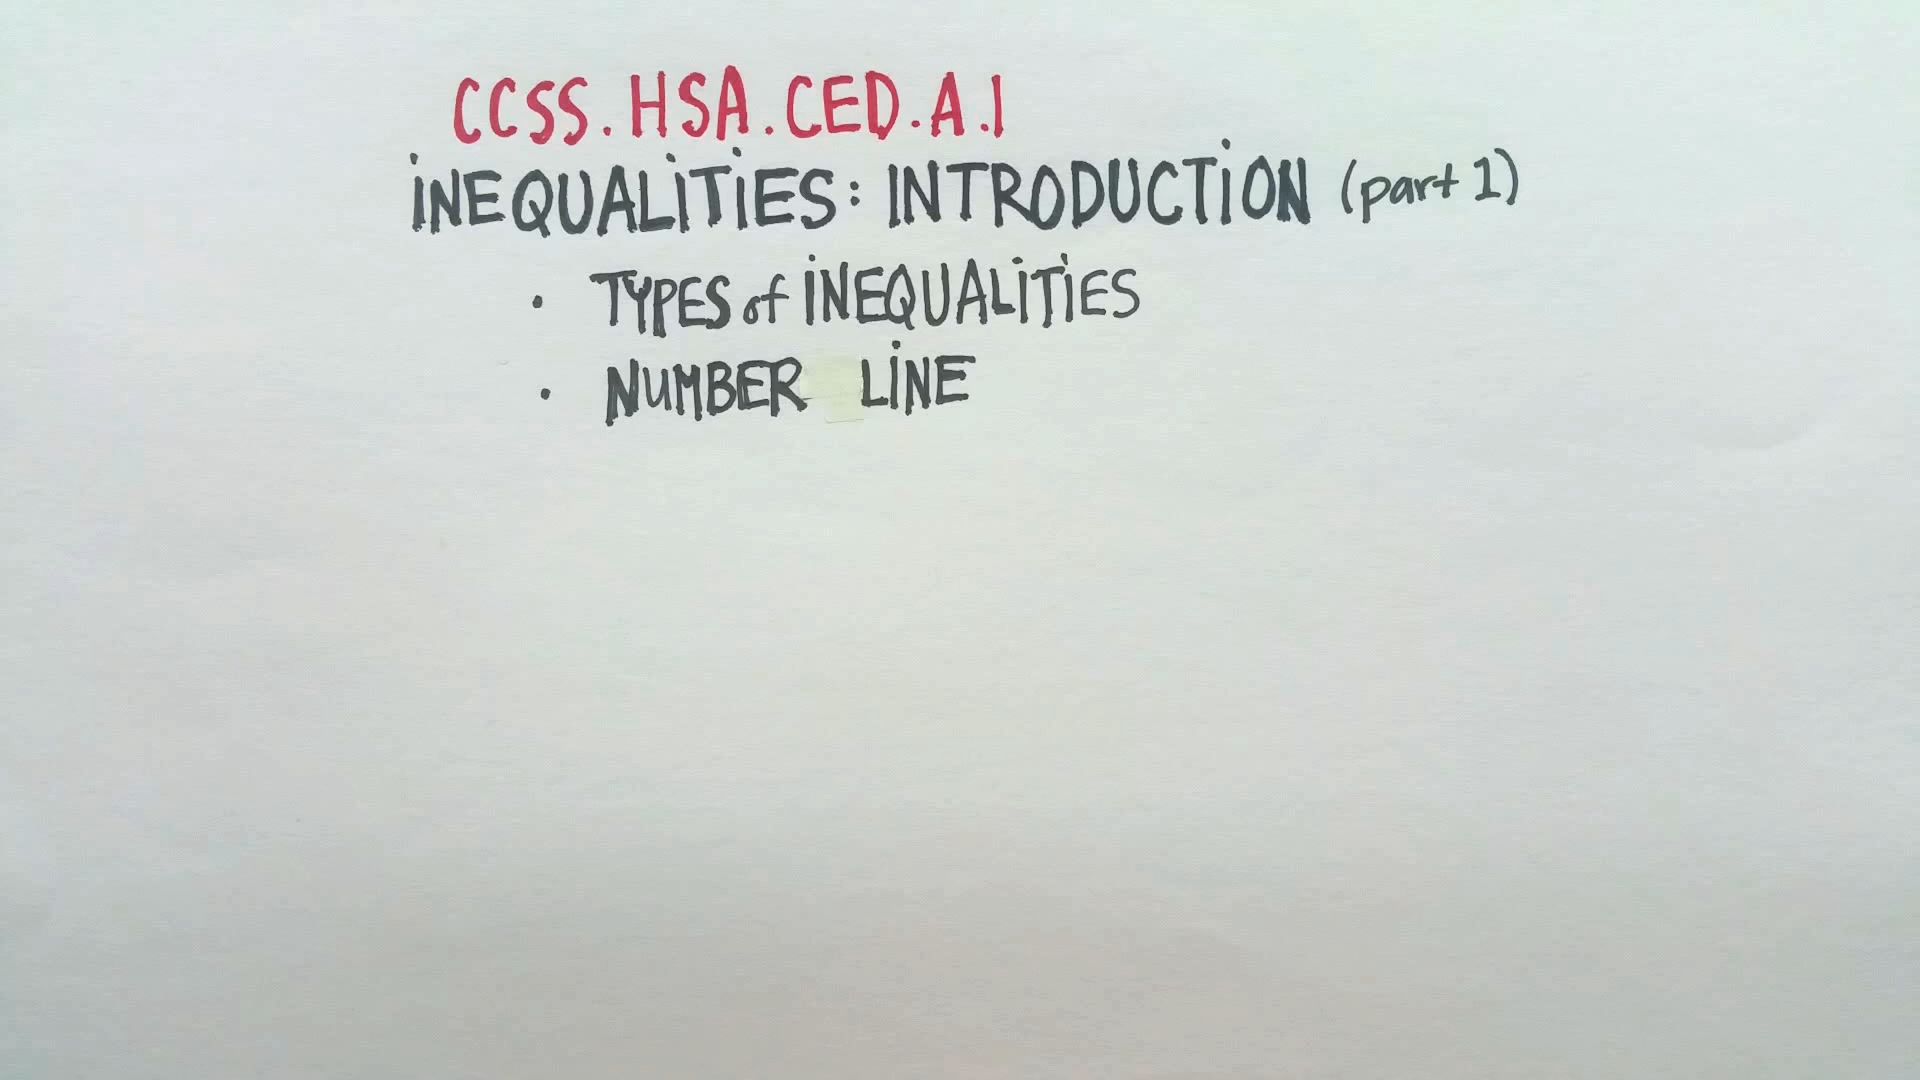 CCSS.HSA.CED.A.1
INEQUALITIES: INTRODUCTION (part 1)
• TYPES of INEQUALITIES
• NUMBER LINE